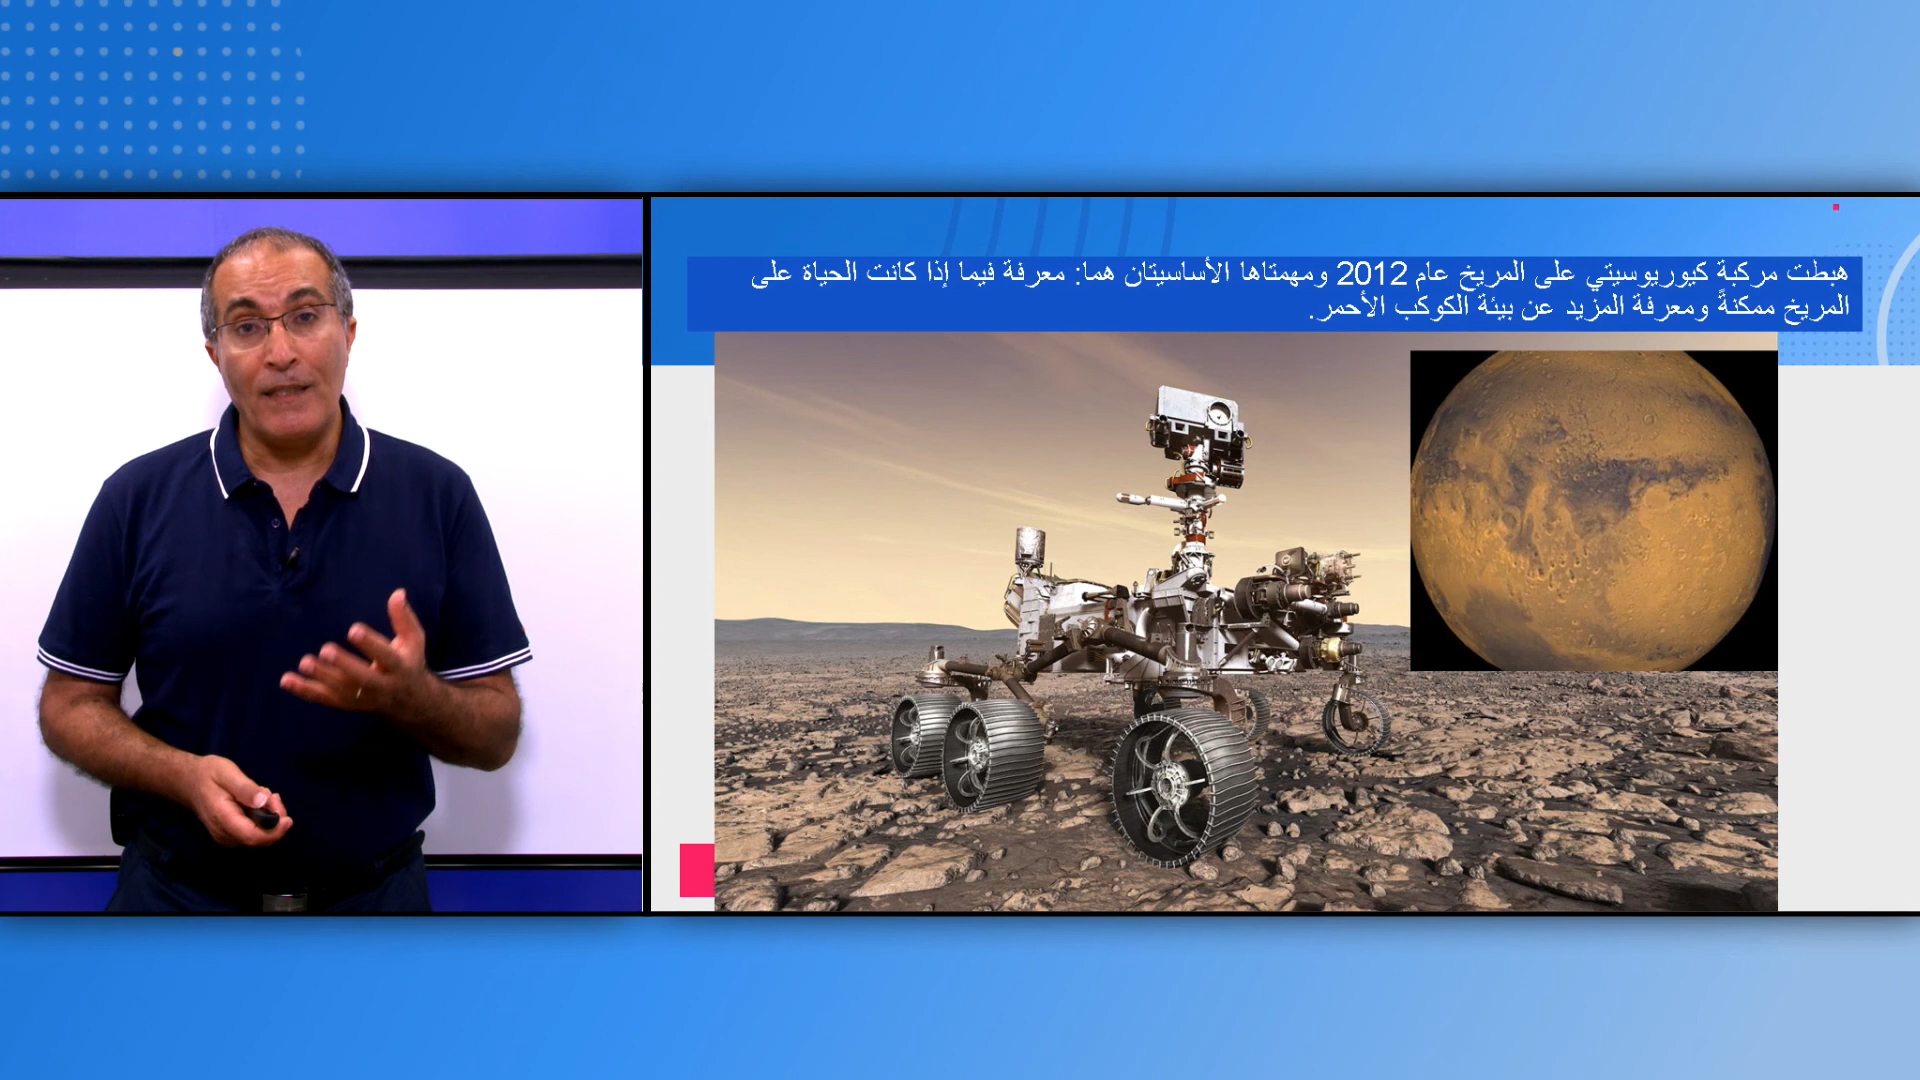 هبطت مركبة كيوريوسيتي على المريخ عام 2012 ومهمتاها الأساسيتان هما: معرفة فيما إذا كانت الحياة على
المريخ ممكنةً ومعرفة المزيد عن بيئة الكوكب الأحمر.